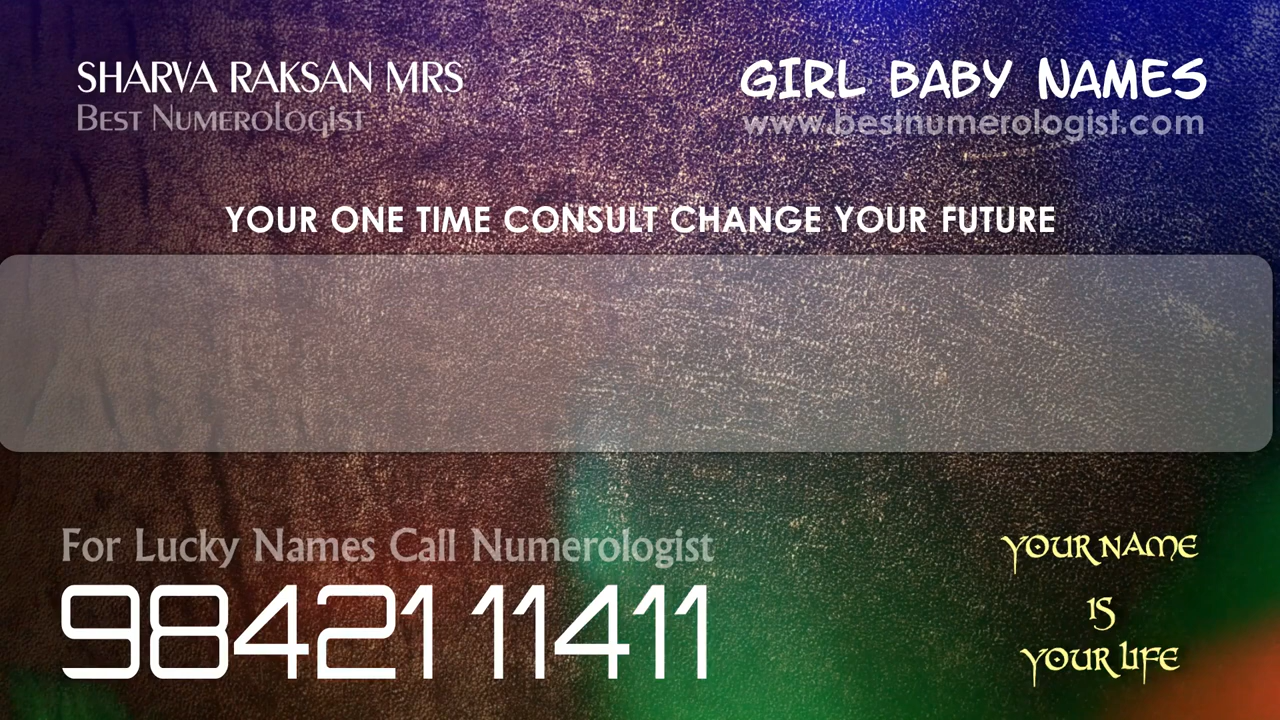 SHARVA RAKSAN MRS
Best Numerologist
GIRL BABY NAMES
www.bestnumerologist.com
YOUR ONE TIME CONSULT CHANGE YOUR FUTURE
For Lucky Names Call Numerologist
98421 11411
YOUR NAME
IS
YOUR LIFE